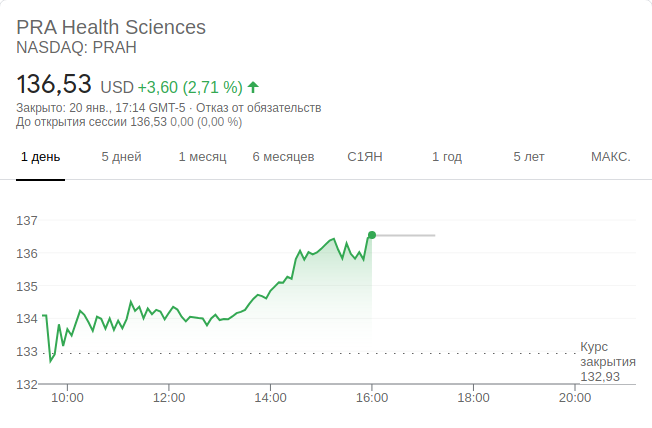 PRA Health Sciences
NASDAQ: PRAH
136,53 USD +3,60 (2,71 %)
Закрыто: 20 янв., 17:14 GMT-5 · Отказ от обязательств
До открытия сессии 136,53 0,00 (0,00 %)
1 день 5 дней 1 месяц 6 месяцев С1ЯН 1 год 5 лет МАКС.
137
136
135
134
133
132
Курс
закрытия
132,93
10:00 12:00 14:00 16:00 18:00 20:00